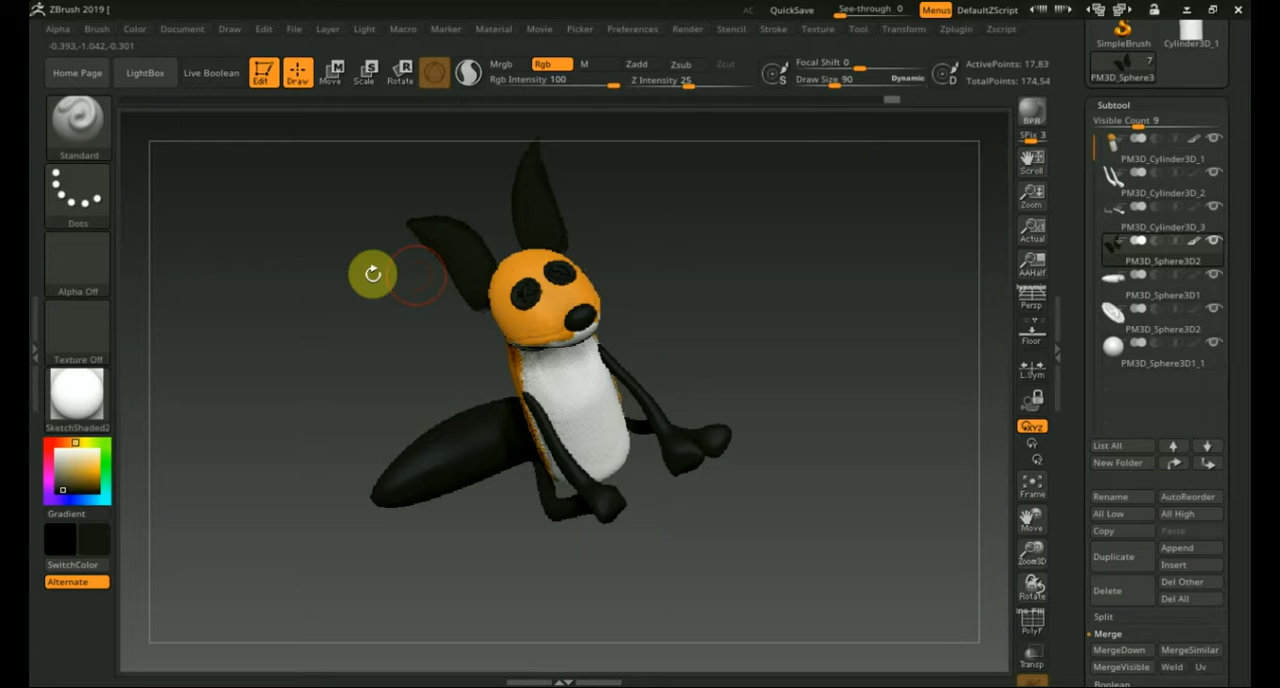 ZBrush 2019 [
AC QuickSave See-through 0 Menus DefaultZScript
Alpha Brush Color Document Draw Edit File Layer Light Macro Marker Material Movie Picker Preferences Render Stencil Stroke Texture Tool Transform Zplugin Zscript
-0.393,-1.042,-0.301
Home Page LightBox Live Boolean Edit Draw Move Scale Rotate
Mrgb Rgb M Zadd Zsub Zcut
Rgb Intensity 100 Z Intensity 25
Focal Shift 0
Draw Size 90 Dynamic
ActivePoints: 17,83
TotalPoints: 174,54
SimpleBrush Cylinder3D_1
7
PM3D_Sphere3
Standard
Dots
Alpha Off
Texture Off
SketchShaded2
Gradient
SwitchColor
Alternate
BPR
SPix 3
Scroll
Zoom
Actual
AAHalf
Dynamic
Persp
Floor
L.Sym
XYZ
Frame
Move
Zoom3D
Rotate
Line Fill
PolyF
Transp
Subtool
Visible Count 9
PM3D_Cylinder3D_1
PM3D_Cylinder3D_2
PM3D_Cylinder3D_3
PM3D_Sphere3D2
PM3D_Sphere3D1
PM3D_Sphere3D2
PM3D_Sphere3D1_1
List All
New Folder
Rename AutoReorder
All Low All High
Copy Paste
Duplicate Append
Insert
Delete Del Other
Del All
Split
Merge
MergeDown MergeSimilar
MergeVisible Weld Uv
Boolean